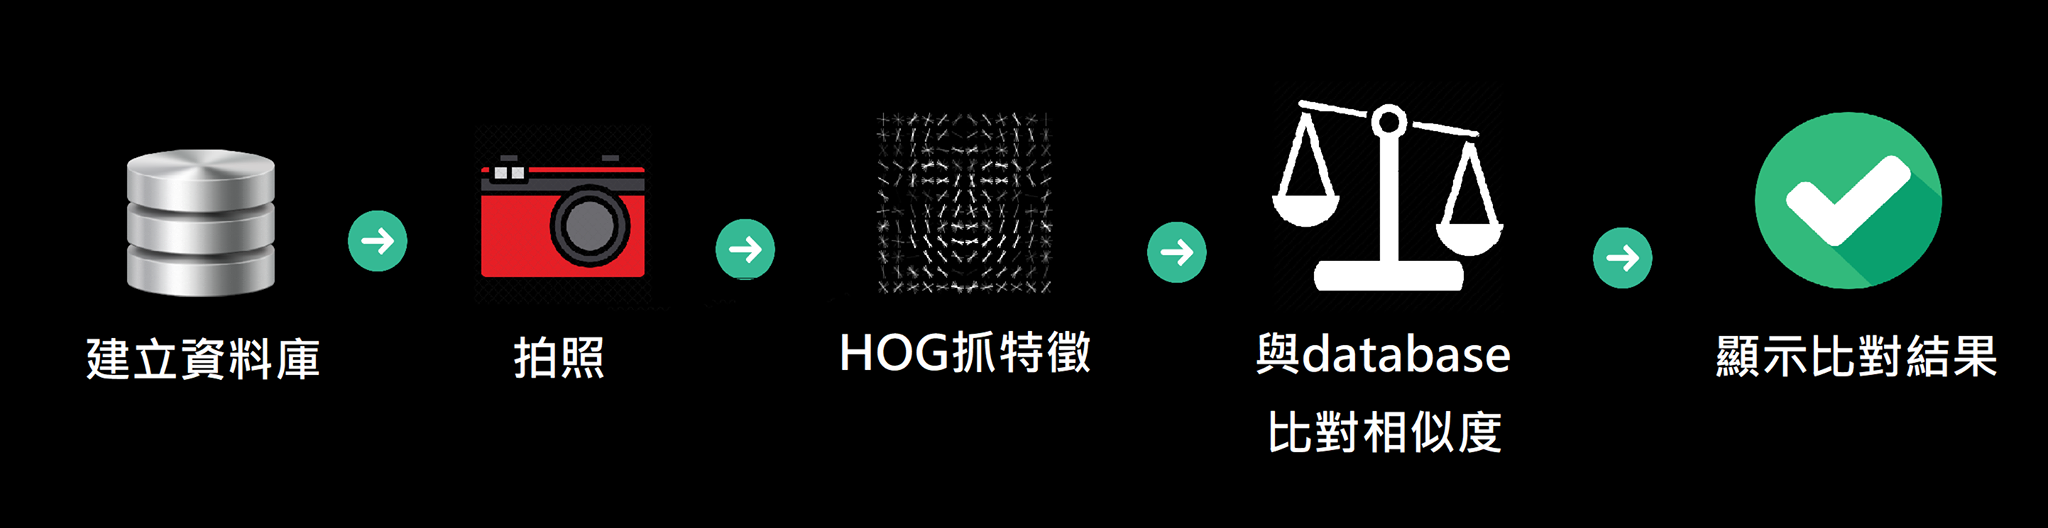 建立資料庫
拍照
HOG抓特徵
與database
比對相似度
顯示比對結果